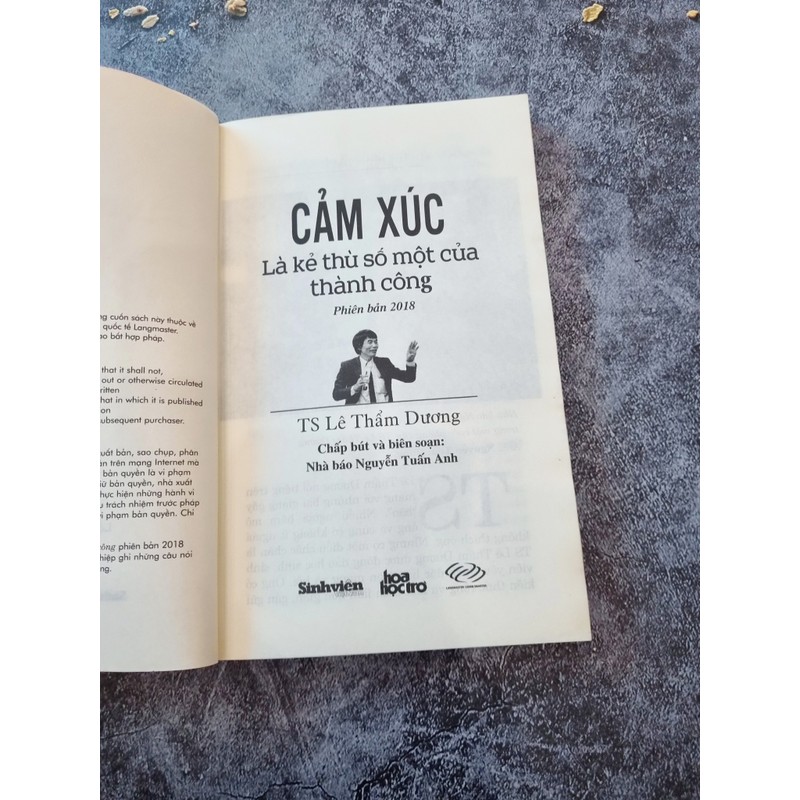 ng cuốn sách này thuộc về
quốc tế Langmaster.
o bất hợp pháp.
that it shall not,
out or otherwise circulated
ritten
hat in which it is published
on
ubsequent purchaser.
uất bản, sao chụp, phân
n trên mạng Internet mà
bản quyền là vi phạm
ữ bản quyền, nhà xuất
hực hiện những hành vi
u trách nhiệm trước pháp
i phạm bản quyền. Chỉ
ông phiên bản 2018
hiệp ghi những câu nói
ng.
CẢM XÚC
Là kẻ thù số một của
thành công
Phiên bản 2018
TS Lê Thẩm Dương
Chấp bút và biên soạn:
Nhà báo Nguyễn Tuấn Anh
Sinhviên
hoa
học trò